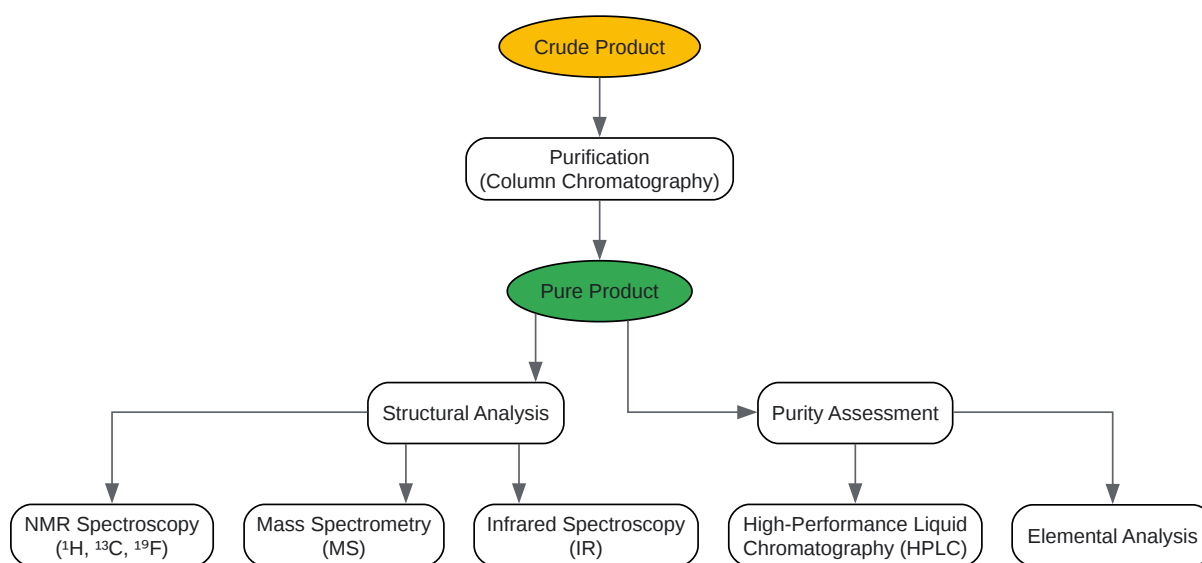 Crude Product
Purification
(Column Chromatography)
Pure Product
Structural Analysis
Purity Assessment
NMR Spectroscopy
(¹H, ¹³C, ¹⁹F)
Mass Spectrometry
(MS)
Infrared Spectroscopy
(IR)
High-Performance Liquid
Chromatography (HPLC)
Elemental Analysis